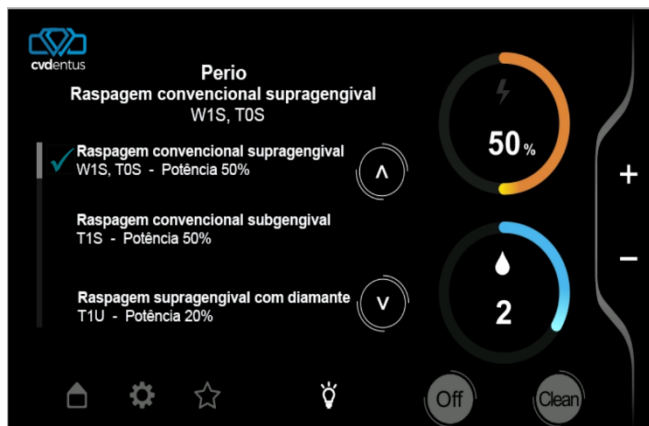 cvdentus
Perio
Raspagem convencional supragengival
W1S, T0S
Raspagem convencional supragengival
W1S, T0S - Potência 50%
Raspagem convencional subgengival
T1S - Potência 50%
Raspagem supragengival com diamante
T1U - Potência 20%
50%
2
+
−
Off
Clean